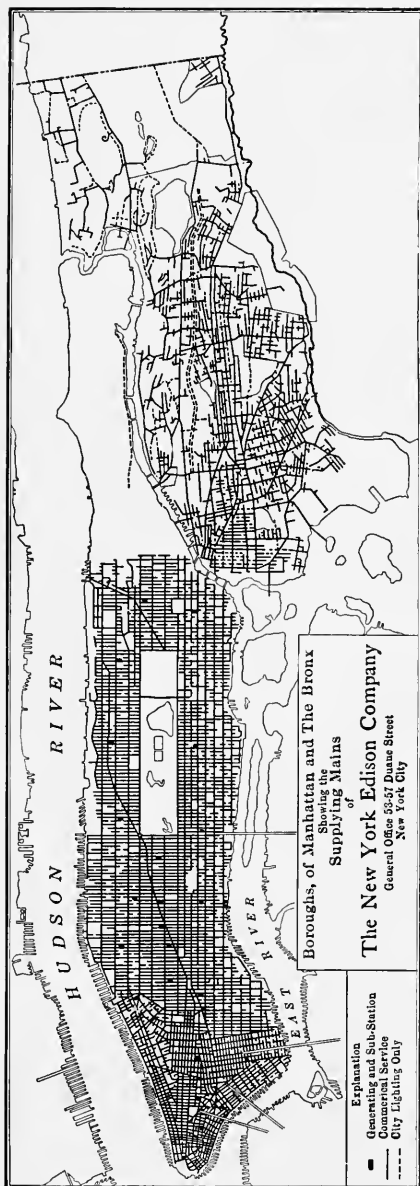 HUDSON RIVER
EAST RIVER
Boroughs, of Manhattan and The Bronx
Showing the
Supplying Mains
of
The New York Edison Company
General Office 53-57 Duane Street
New York City
Explanation
Generating and Sub-Station
Commerical Service
City Lighting Only